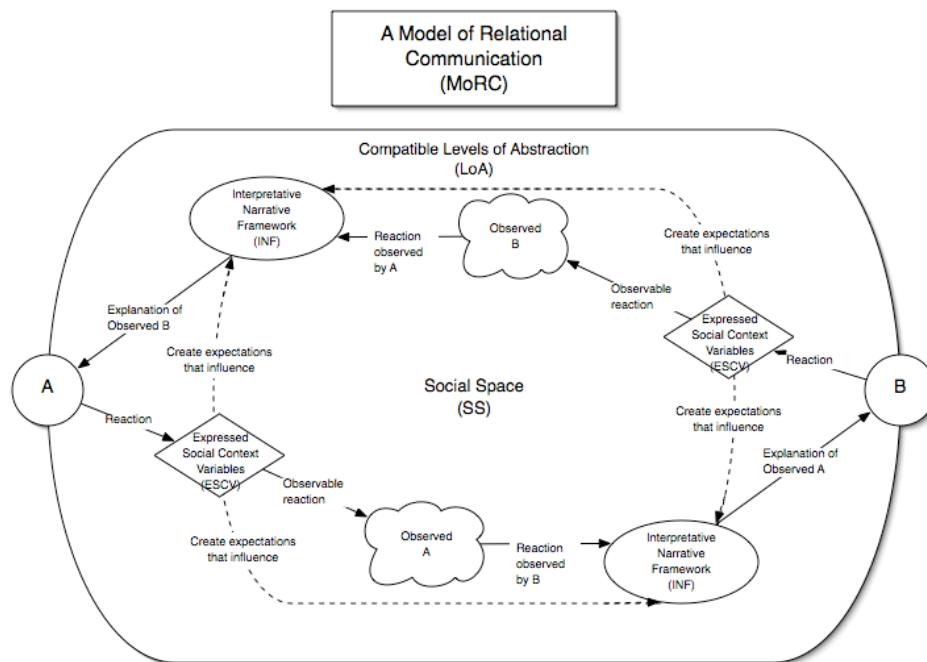 A Model of Relational
Communication
(MoRC)
Compatible Levels of Abstraction
(LoA)
Interpretative
Narrative
Framework
(INF)
Reaction
observed
by A
Observed
B
Create expectations
that influence
Observable
reaction
Explanation of
Observed B
Expressed
Social Context
Variables
(ESCV)
Reaction
A
B
Create expectations
that influence
Social Space
(SS)
Create expectations
that influence
Reaction
Expressed
Social Context
Variables
(ESCV)
Explanation of
Observed A
Observable
reaction
Create expectations
that influence
Observed
A
Reaction
observed
by B
Interpretative
Narrative
Framework
(INF)